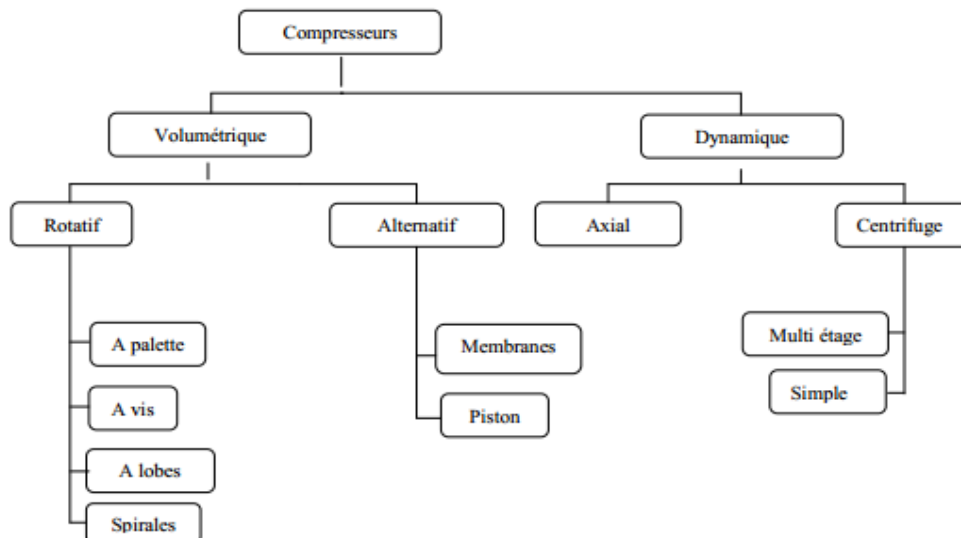 Compresseurs
Volumétrique
Dynamique
Rotatif
Alternatif
Axial
Centrifuge
A palette
A vis
A lobes
Spirales
Membranes
Piston
Multi étage
Simple